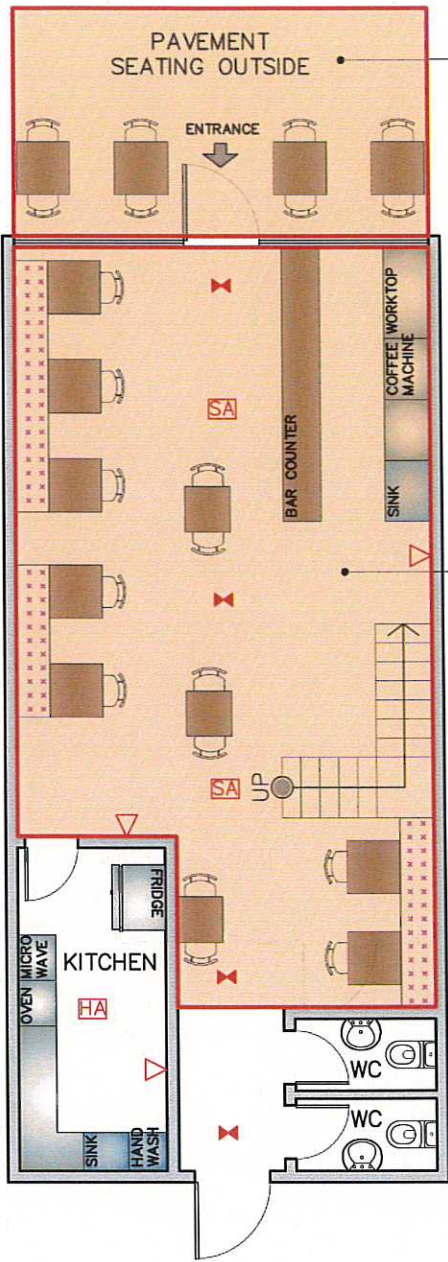 PAVEMENT
SEATING OUTSIDE
ENTRANCE
BAR COUNTER
COFFEE WORKTOP
MACHINE
SINK
SA
SA
UP
FRIDGE
OVEN MICRO
WAVE
KITCHEN
HA
SINK
HAND
WASH
WC
WC